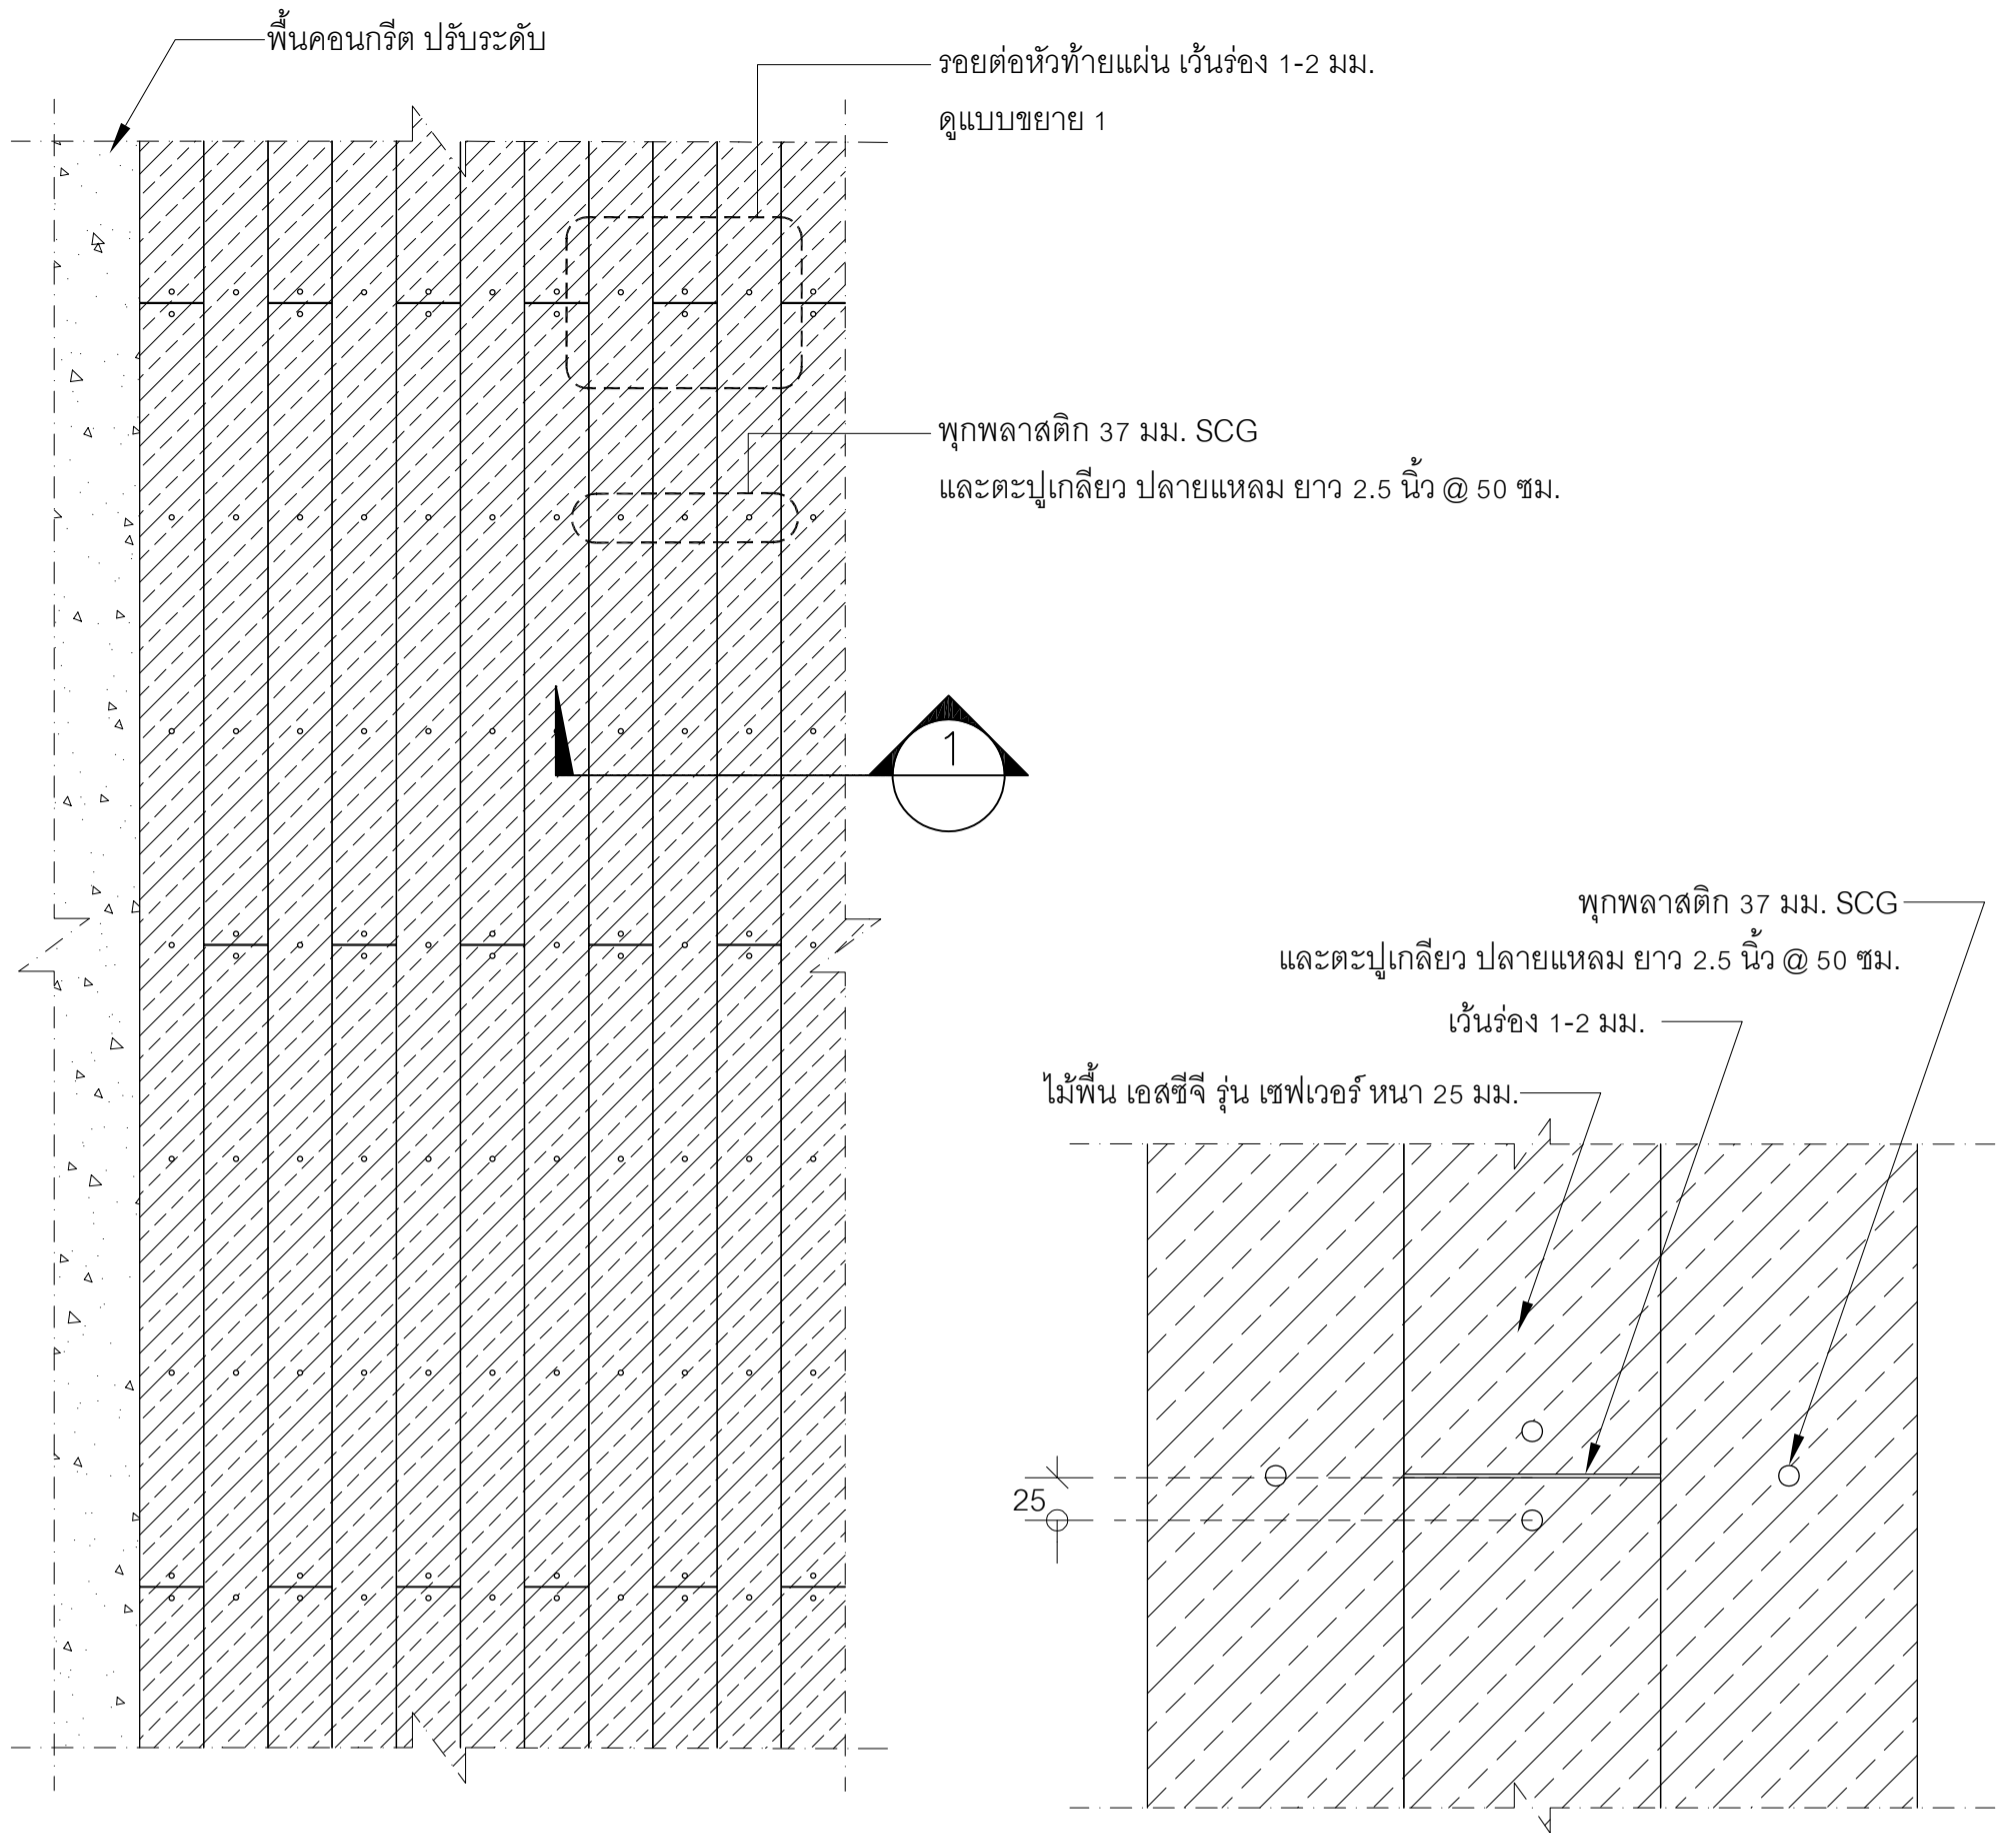 พื้นคอนกรีต ปรับระดับ
รอยต่อหัวท้ายแผ่น เว้นร่อง 1-2 มม.
ดูแบบขยาย 1
พุกพลาสติก 37 มม. SCG
และตะปูเกลียว ปลายแหลม ยาว 2.5 นิ้ว @ 50 ซม.
1
พุกพลาสติก 37 มม. SCG
และตะปูเกลียว ปลายแหลม ยาว 2.5 นิ้ว @ 50 ซม.
เว้นร่อง 1-2 มม.
ไม้พื้น เอสซีจี รุ่น เซฟเวอร์ หนา 25 มม.
25